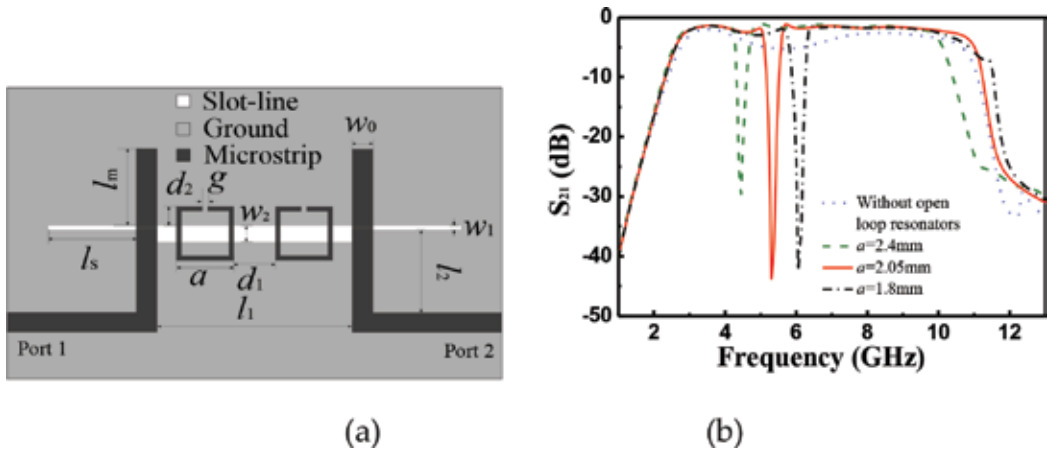 Slot-line
Ground
Microstrip
w0
lm
d2
g
w2
w1
ls
a
d1
l2
l1
Port 1
Port 2
(a)
0
-10
-20
-30
-40
-50
S21 (dB)
Without open
loop resonators
a=2.4mm
a=2.05mm
a=1.8mm
2 4 6 8 10 12
Frequency (GHz)
(b)